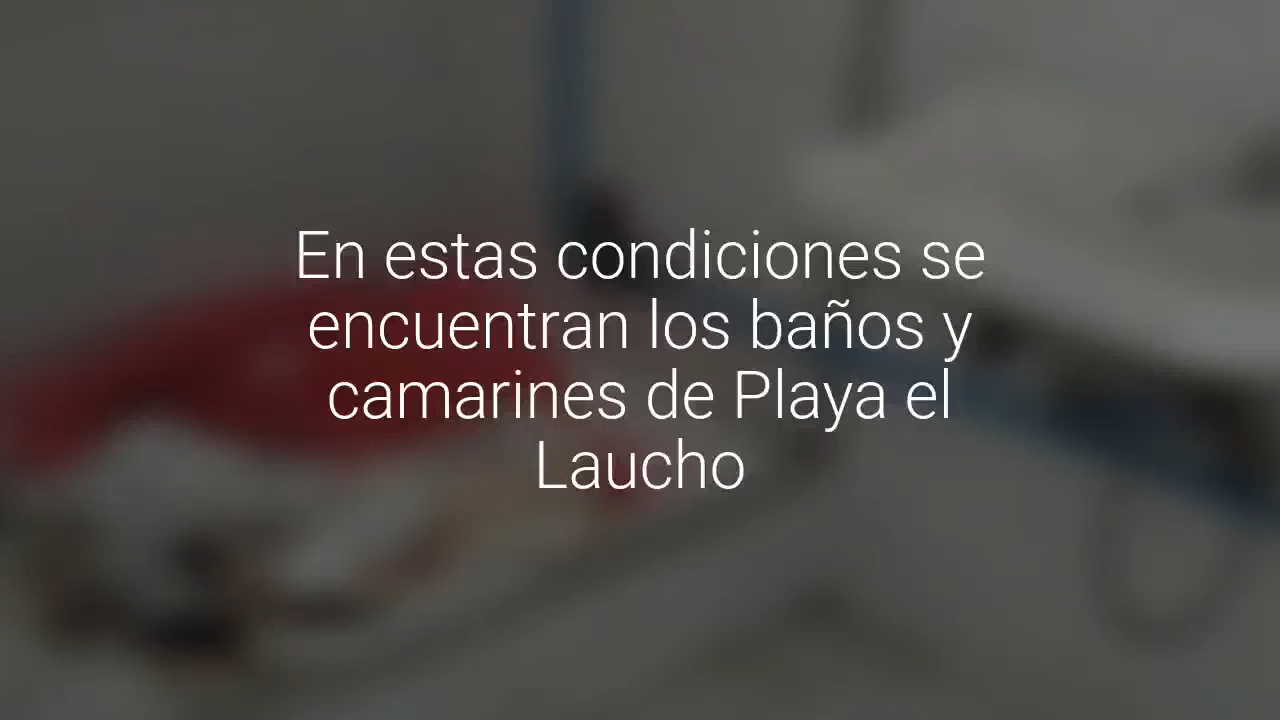 En estas condiciones se
encuentran los baños y
camarines de Playa el
Laucho